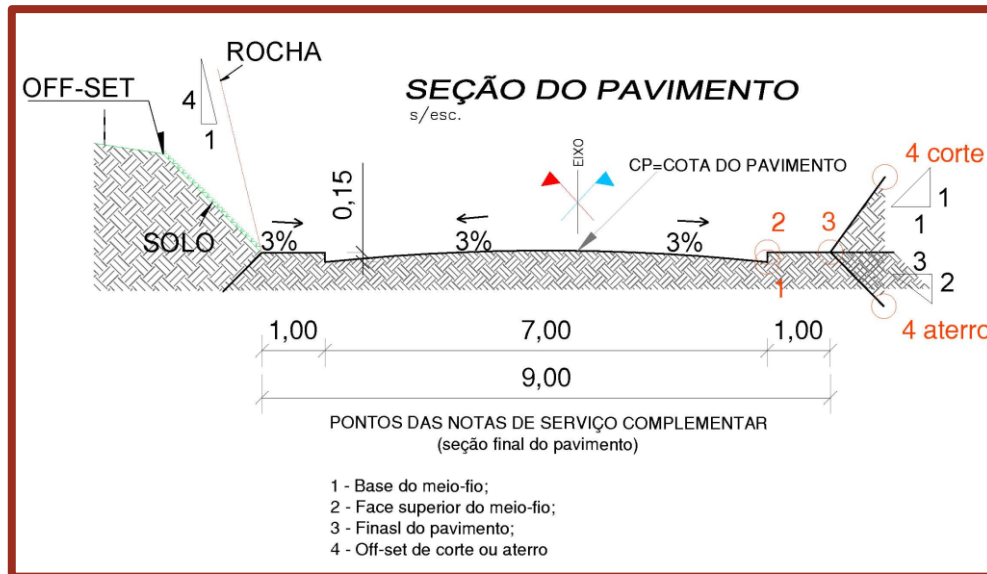 ROCHA
OFF-SET
4
1
SEÇÃO DO PAVIMENTO
s/esc.
EIXO
CP=COTA DO PAVIMENTO
4 corte
1
1
0,15
SOLO
3%
3%
3%
2
3
1
3
2
4 aterro
1,00
7,00
1,00
9,00
PONTOS DAS NOTAS DE SERVIÇO COMPLEMENTAR
(seção final do pavimento)
1 - Base do meio-fio;
2 - Face superior do meio-fio;
3 - Finasl do pavimento;
4 - Off-set de corte ou aterro